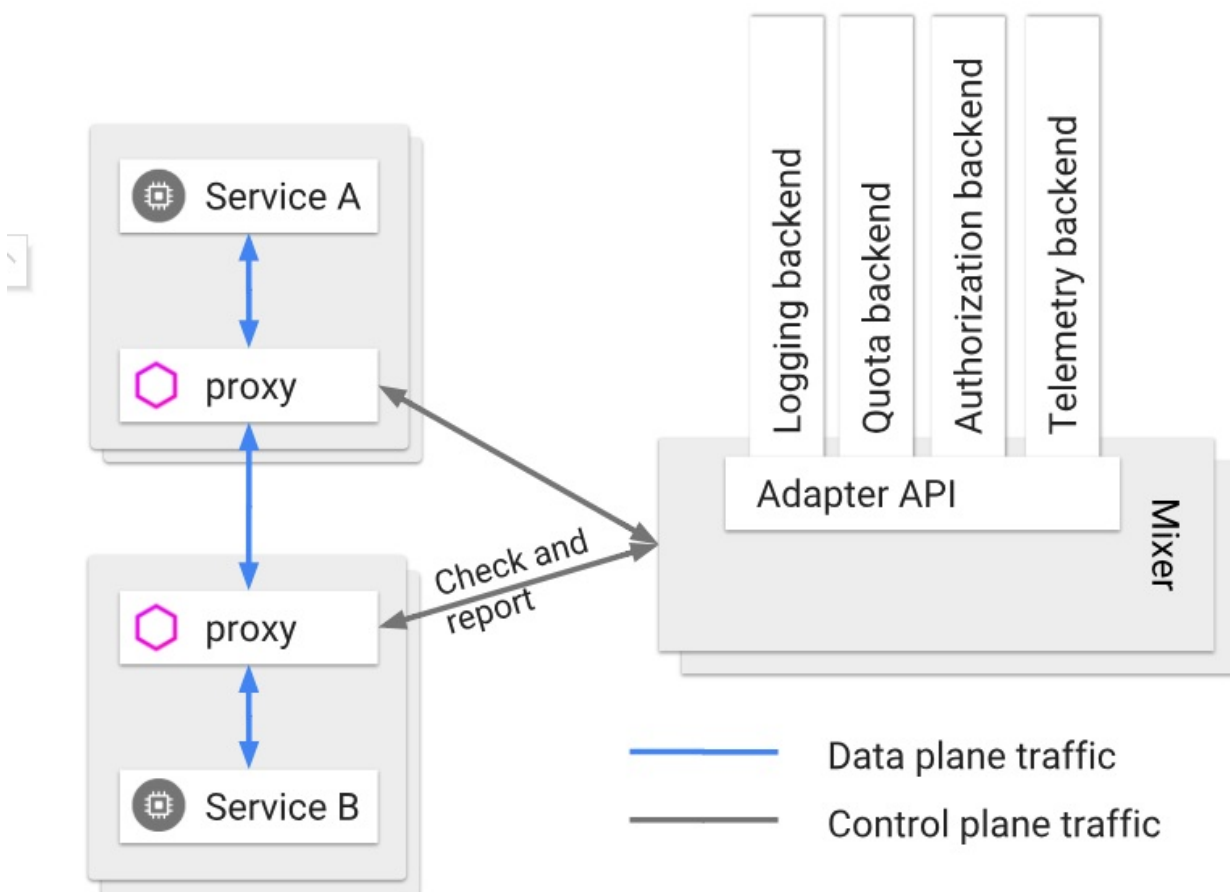 Service A
proxy
proxy
Service B
Check and
report
Logging backend
Quota backend
Authorization backend
Telemetry backend
Adapter API
Mixer
Data plane traffic
Control plane traffic